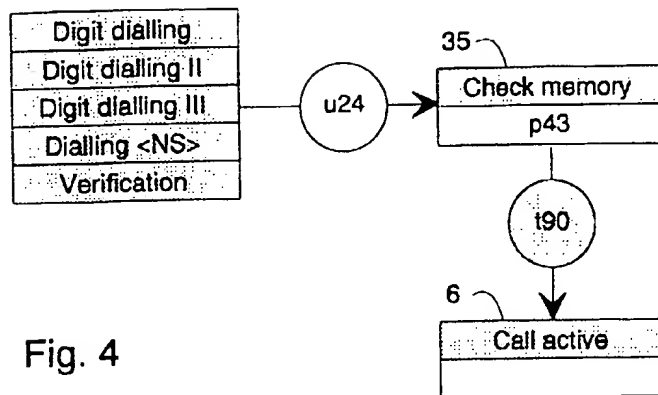 Digit dialling
Digit dialling II
Digit dialling III
Dialling <NS>
Verification
u24
35
Check memory
p43
t90
6
Call active
Fig. 4